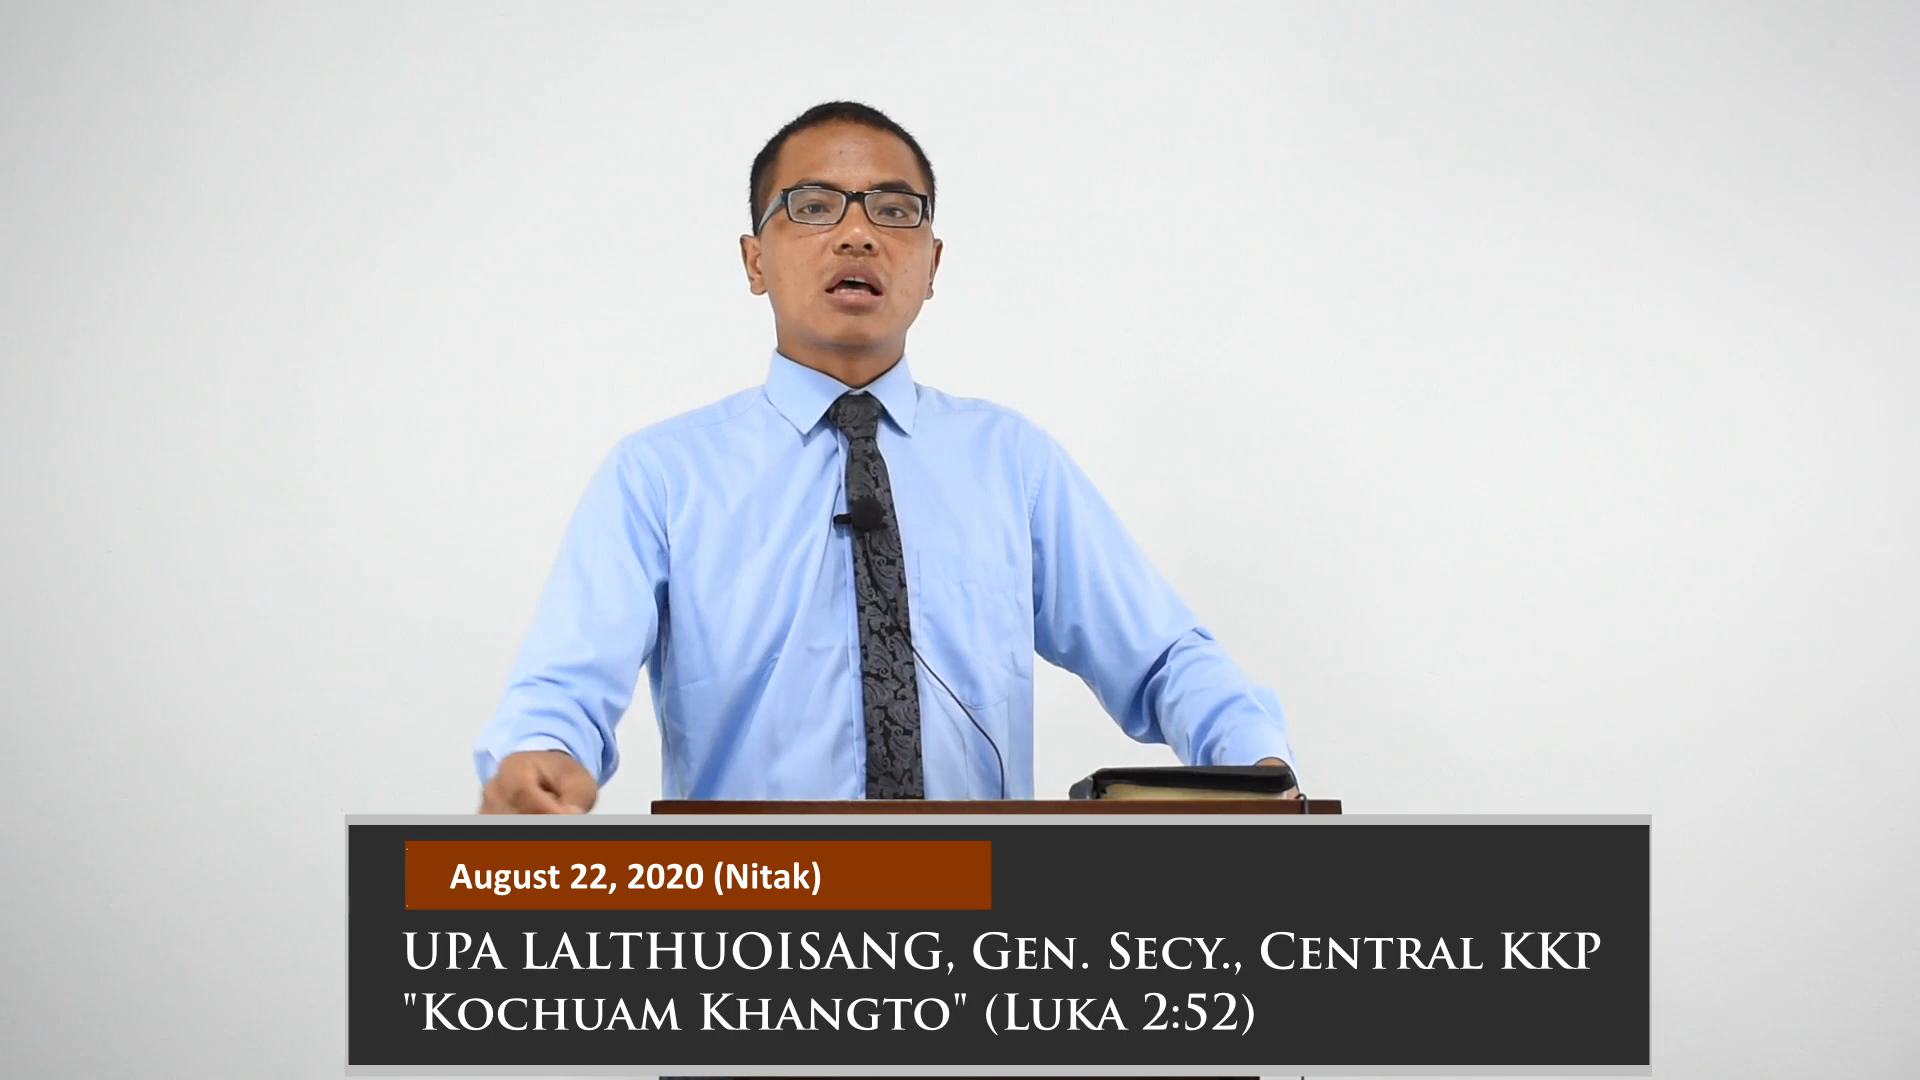 August 22, 2020 (Nitak)
UPA LALTHUOISANG, Gen. Secy., Central KKP
"Kochuam Khangto" (Luka 2:52)